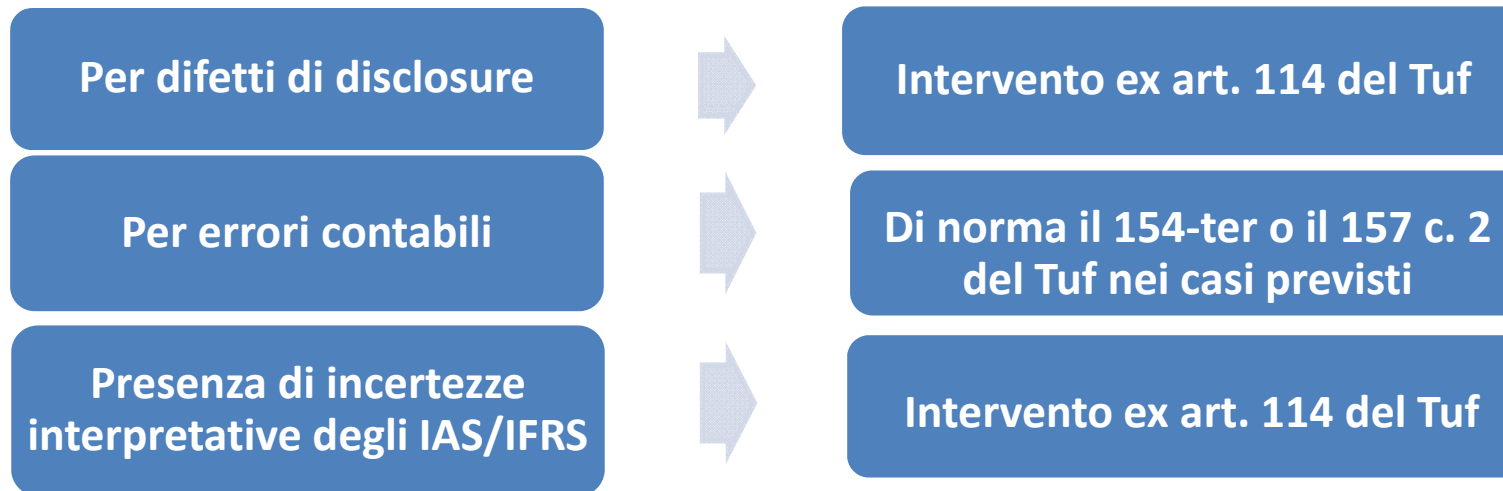 Per difetti di disclosure
Intervento ex art. 114 del Tuf
Per errori contabili
Di norma il 154-ter o il 157 c. 2
del Tuf nei casi previsti
Presenza di incertezze
interpretative degli IAS/IFRS
Intervento ex art. 114 del Tuf